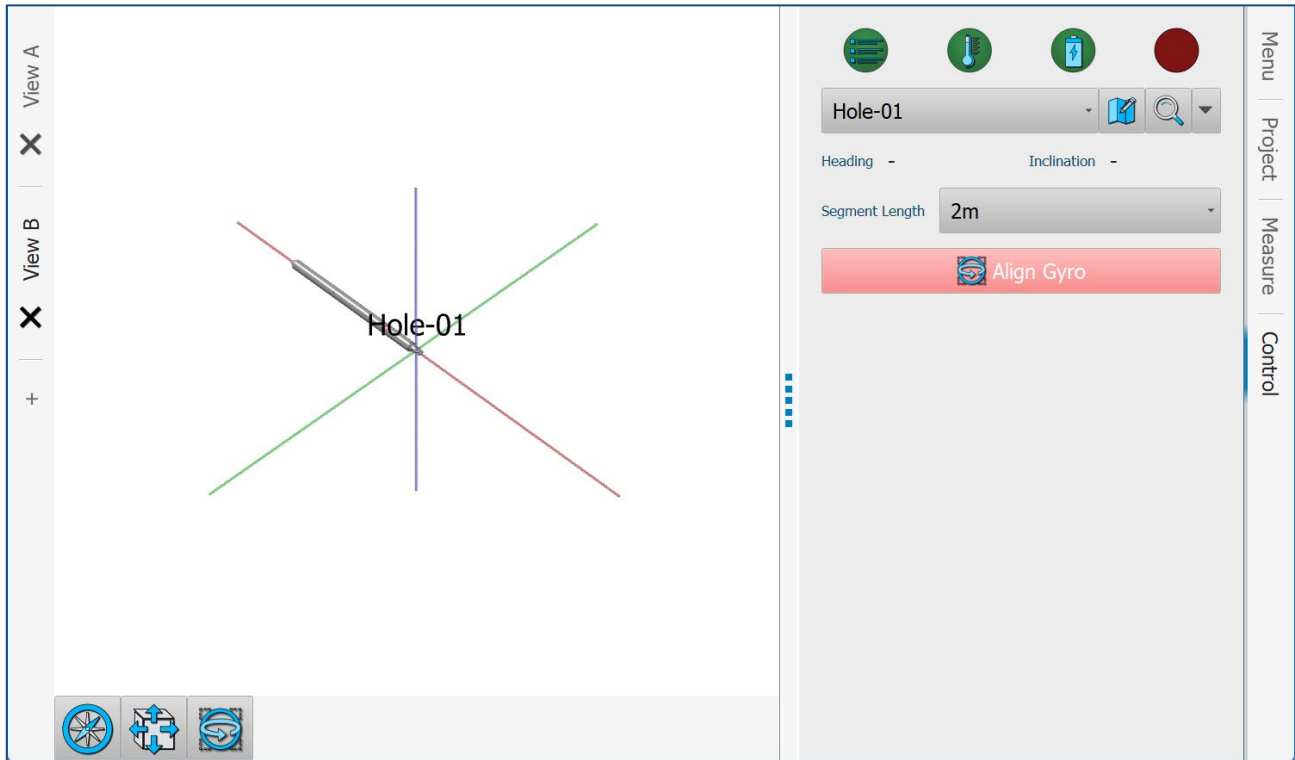 View A
View B
+
Hole-01
Hole-01
Heading -
Inclination -
Segment Length
2m
Align Gyro
Menu
Project
Measure
Control